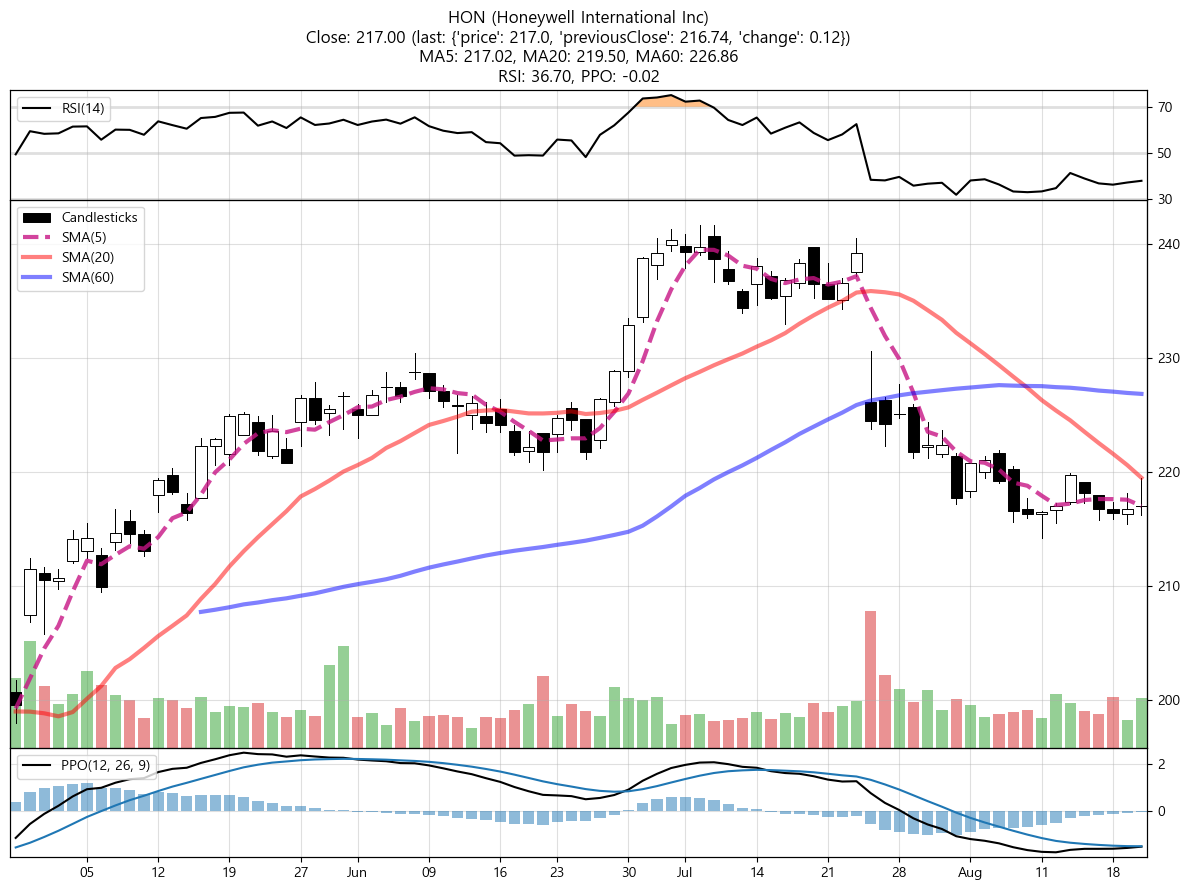 HON (Honeywell International Inc)
Close: 217.00 (last: {'price': 217.0, 'previousClose': 216.74, 'change': 0.12})
MA5: 217.02, MA20: 219.50, MA60: 226.86
RSI: 36.70, PPO: -0.02
RSI(14)
70
50
30
Candlesticks
SMA(5)
SMA(20)
SMA(60)
240
230
220
210
200
PPO(12, 26, 9)
2
0
05 12 19 27 Jun 09 16 23 30 Jul 14 21 28 Aug 11 18